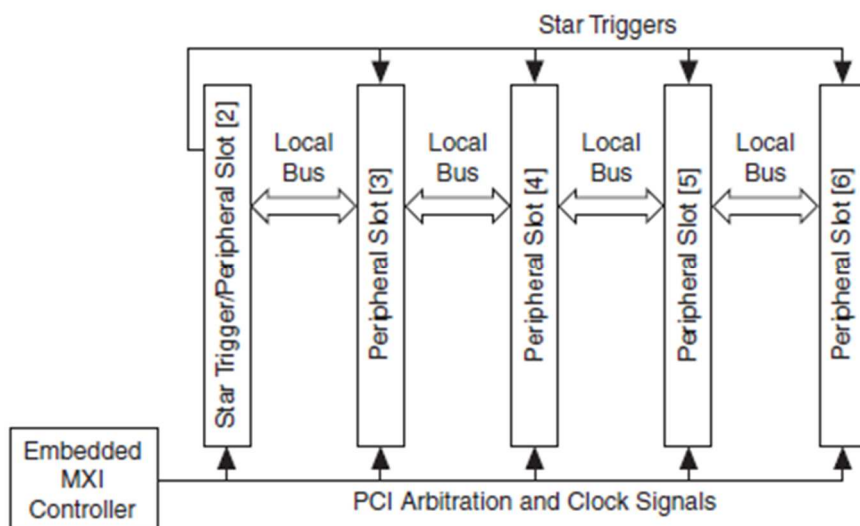 Star Triggers
Star Trigger/Peripheral Slot [2]
Local
Bus
Peripheral Slot [3]
Local
Bus
Peripheral Slot [4]
Local
Bus
Peripheral Slot [5]
Local
Bus
Peripheral Slot [6]
Embedded
MXI
Controller
PCI Arbitration and Clock Signals